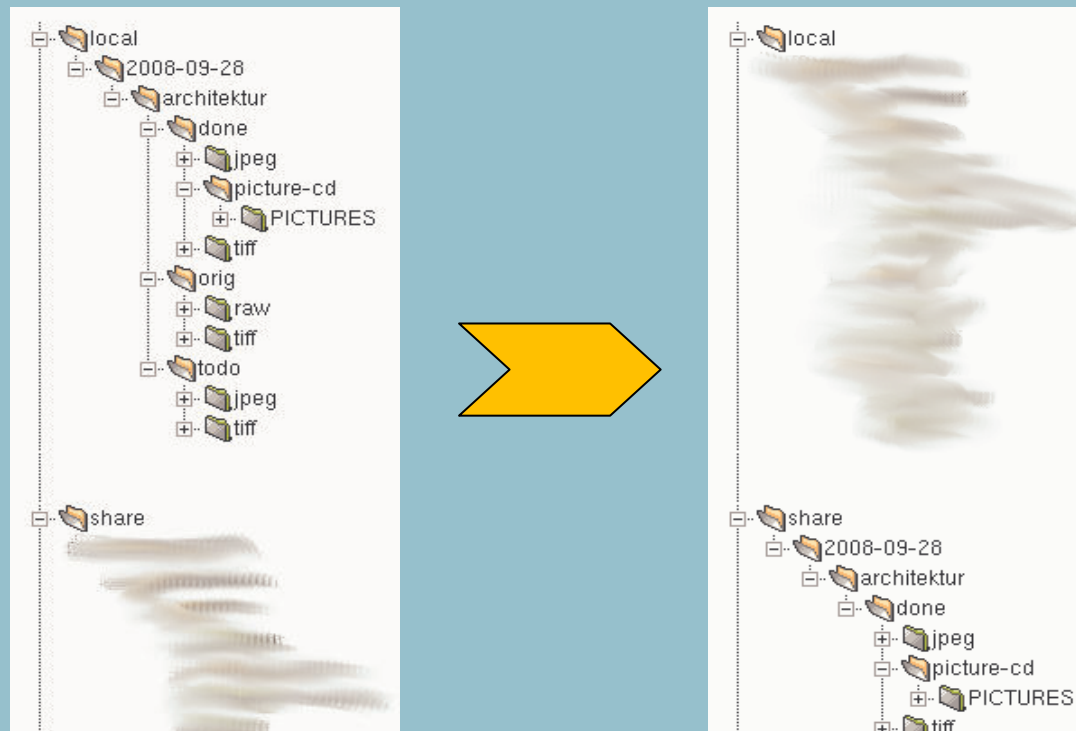 local
2008-09-28
architektur
done
jpeg
picture-cd
PICTURES
tiff
orig
raw
tiff
todo
jpeg
tiff
share
local
share
2008-09-28
architektur
done
jpeg
picture-cd
PICTURES
tiff